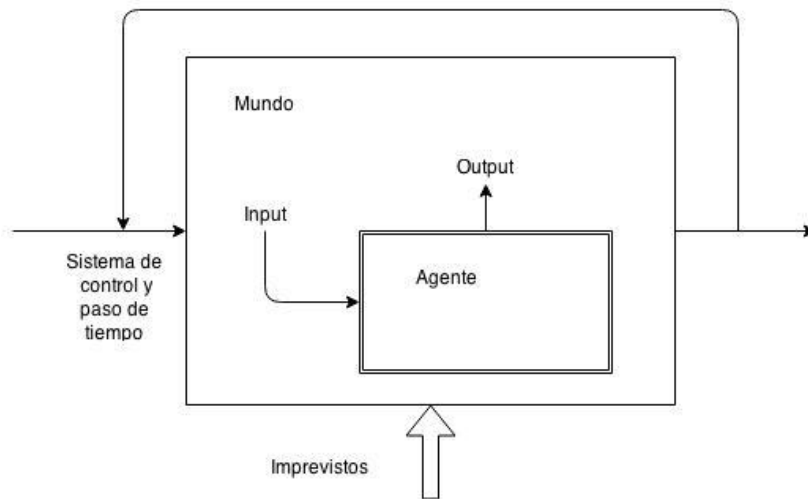 Mundo
Output
Input
Agente
Sistema de
control y
paso de
tiempo
Imprevistos